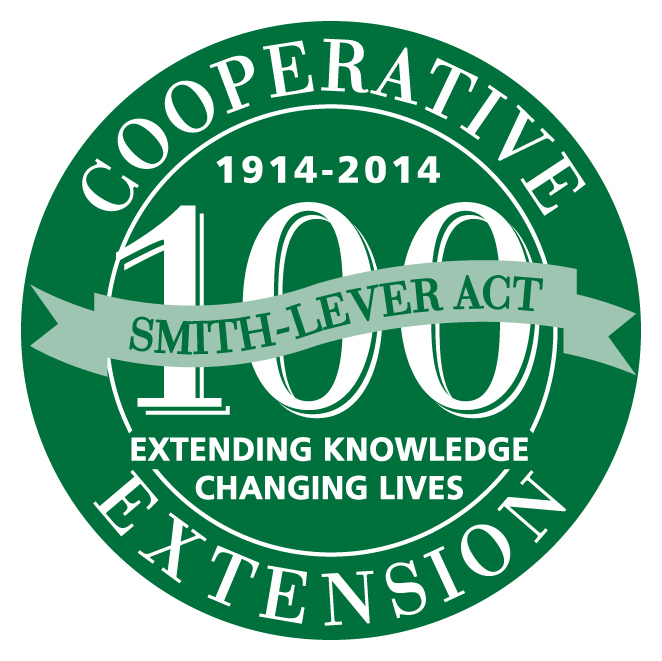 COOPERATIVE
1914-2014
100
SMITH-LEVER ACT
EXTENDING KNOWLEDGE
CHANGING LIVES
EXTENSION